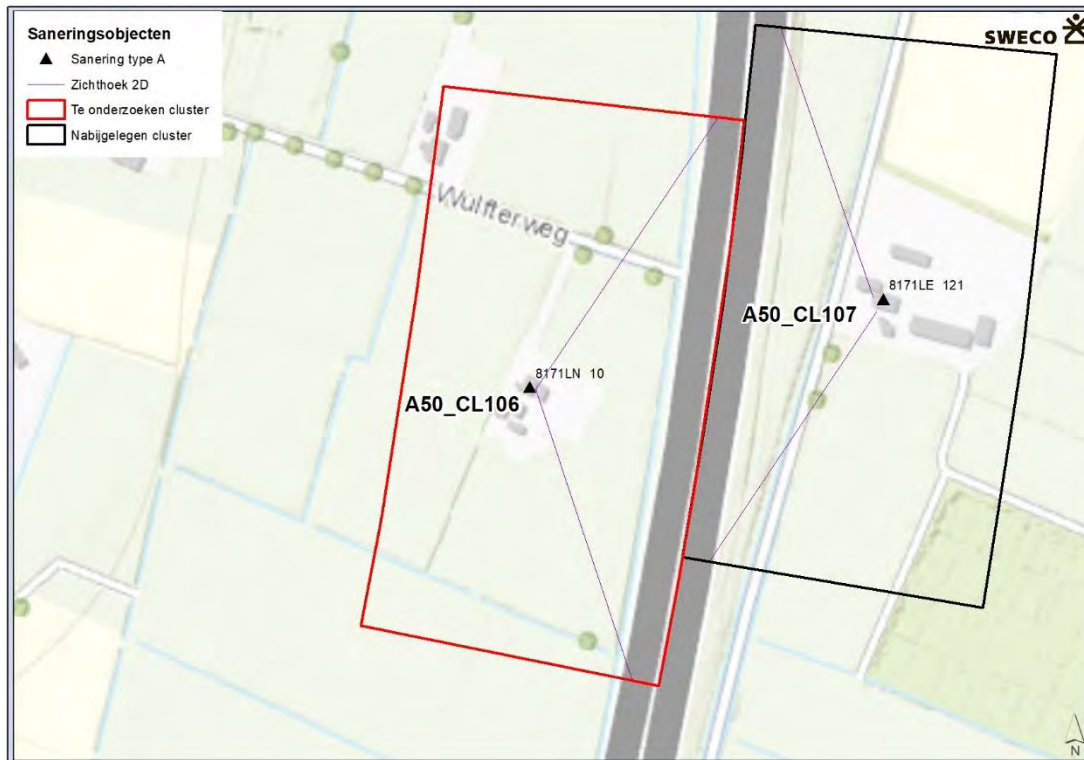 Saneringsobjecten
Sanering type A
Zichthoek 2D
Te onderzoeken cluster
Nabijgelegen cluster
SWECO
Wulfterweg
8171LE 121
A50_CL107
8171LN 10
A50_CL106
N